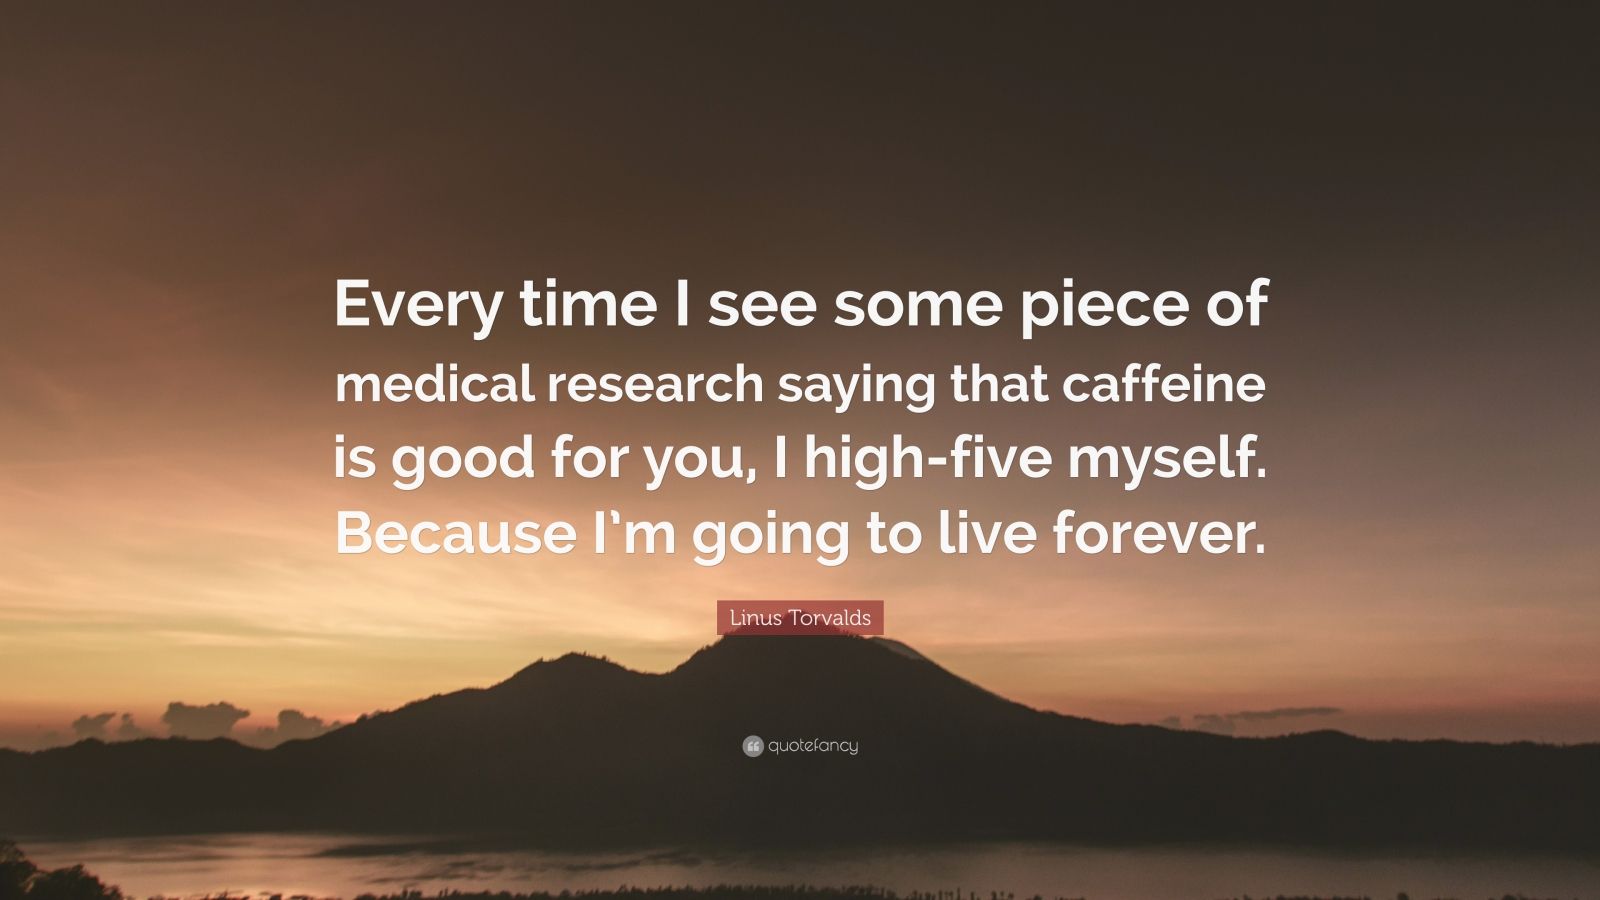 Every time I see some piece of
medical research saying that caffeine
is good for you, I high-five myself.
Because I’m going to live forever.
Linus Torvalds
quotefancy